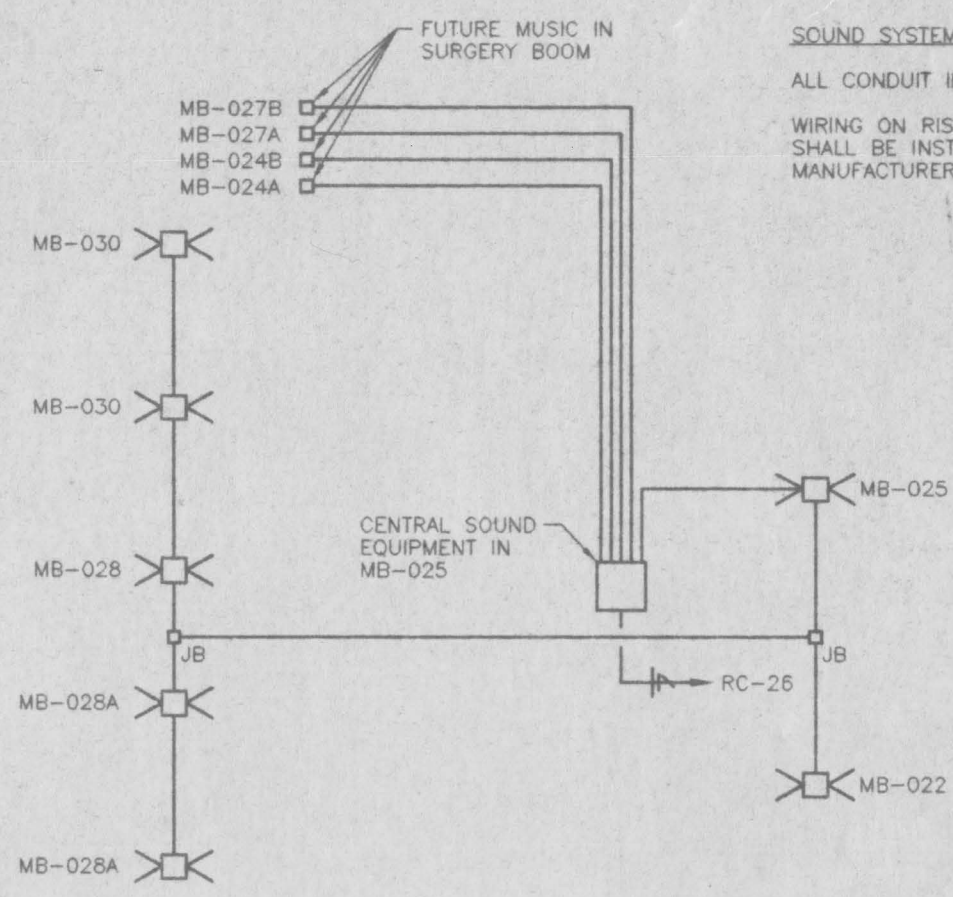 FUTURE MUSIC IN
SURGERY BOOM
SOUND SYSTEM
ALL CONDUIT
WIRING ON
SHALL BE
MANUFACTURER
MB-027B
MB-027A
MB-024B
MB-024A
MB-030
MB-030
MB-028
JB
MB-028A
MB-028A
CENTRAL SOUND
EQUIPMENT IN
MB-025
MB-025
JB
RC-26
MB-022